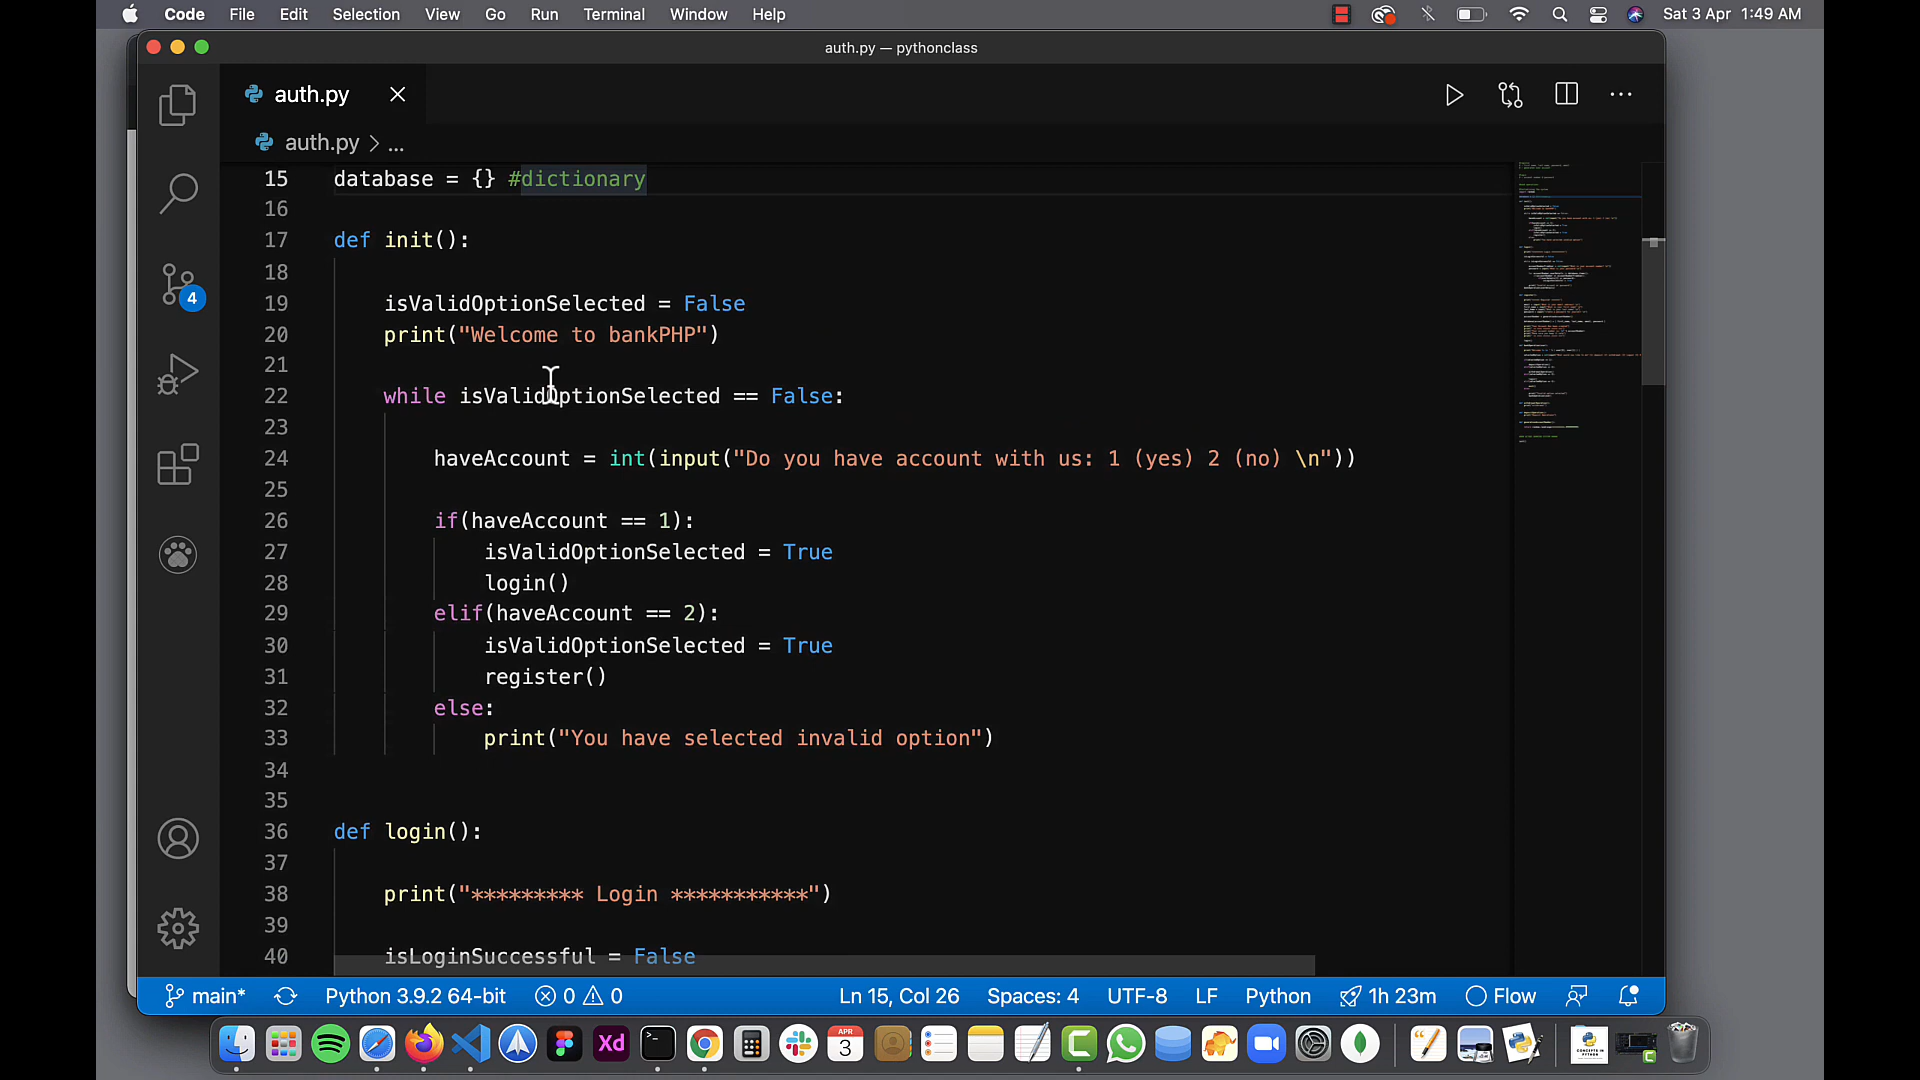 Code File Edit Selection View Go Run Terminal Window Help Sat 3 Apr 1:49 AM
auth.py — pythonclass
auth.py
auth.py > ...
15 database = {} #dictionary
16
17 def init():
18
19 isValidOptionSelected = False
20 print("Welcome to bankPHP")
21
22 while isValidOptionSelected == False:
23
24 haveAccount = int(input("Do you have account with us: 1 (yes) 2 (no) \n"))
25
26 if(haveAccount == 1):
27 isValidOptionSelected = True
28 login()
29 elif(haveAccount == 2):
30 isValidOptionSelected = True
31 register()
32 else:
33 print("You have selected invalid option")
34
35
36 def login():
37
38 print("********* Login ***********")
39
40 isLoginSuccessful = False
4
main* Python 3.9.2 64-bit 0 0 Ln 15, Col 26 Spaces: 4 UTF-8 LF Python 1h 23m Flow
Xd
APR
3